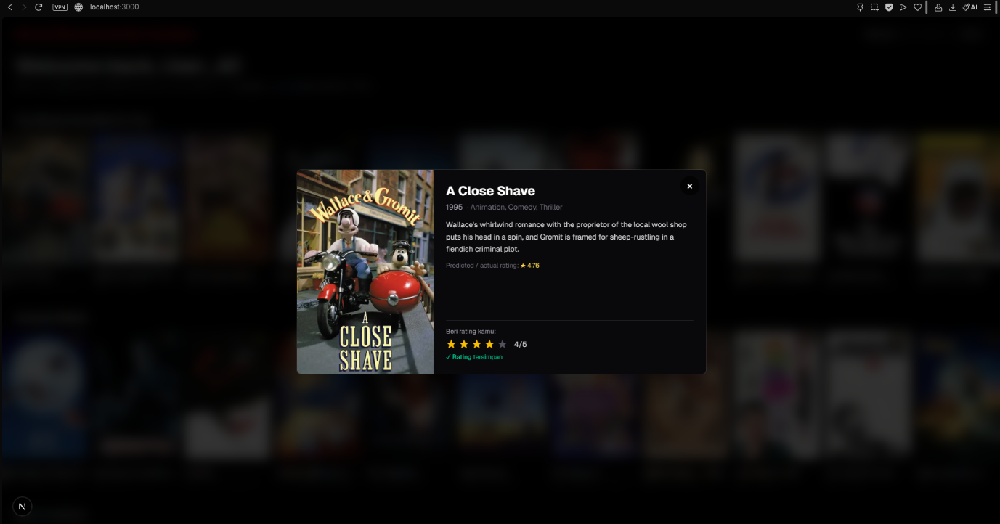 VPN
localhost:3000
AI
Wallace & Gromit
A
CLOSE
SHAVE
A Close Shave
×
1995 · Animation, Comedy, Thriller
Wallace's whirlwind romance with the proprietor of the local wool shop
puts his head in a spin, and Gromit is framed for sheep-rustling in a
fiendish criminal plot.
Predicted / actual rating: ★ 4.76
Beri rating kamu:
★★★★★ 4/5
✓ Rating tersimpan
N